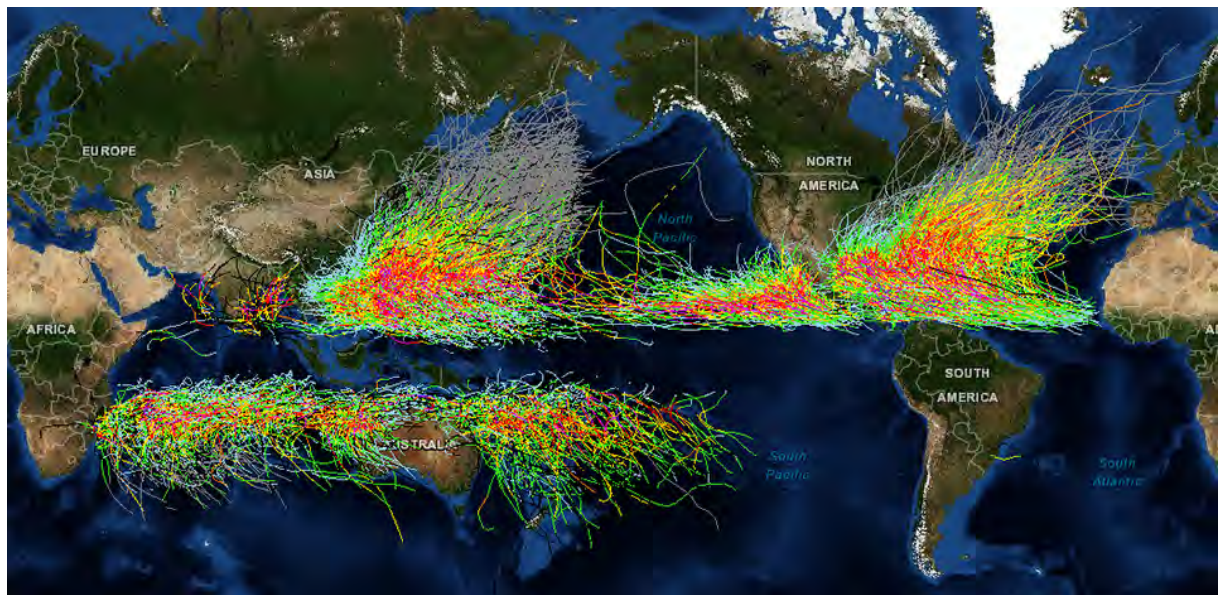 EUROPE
ASIA
NORTH
AMERICA
North
Pacific
AFRICA
SOUTH
AMERICA
South
Pacific
South
Atlantic